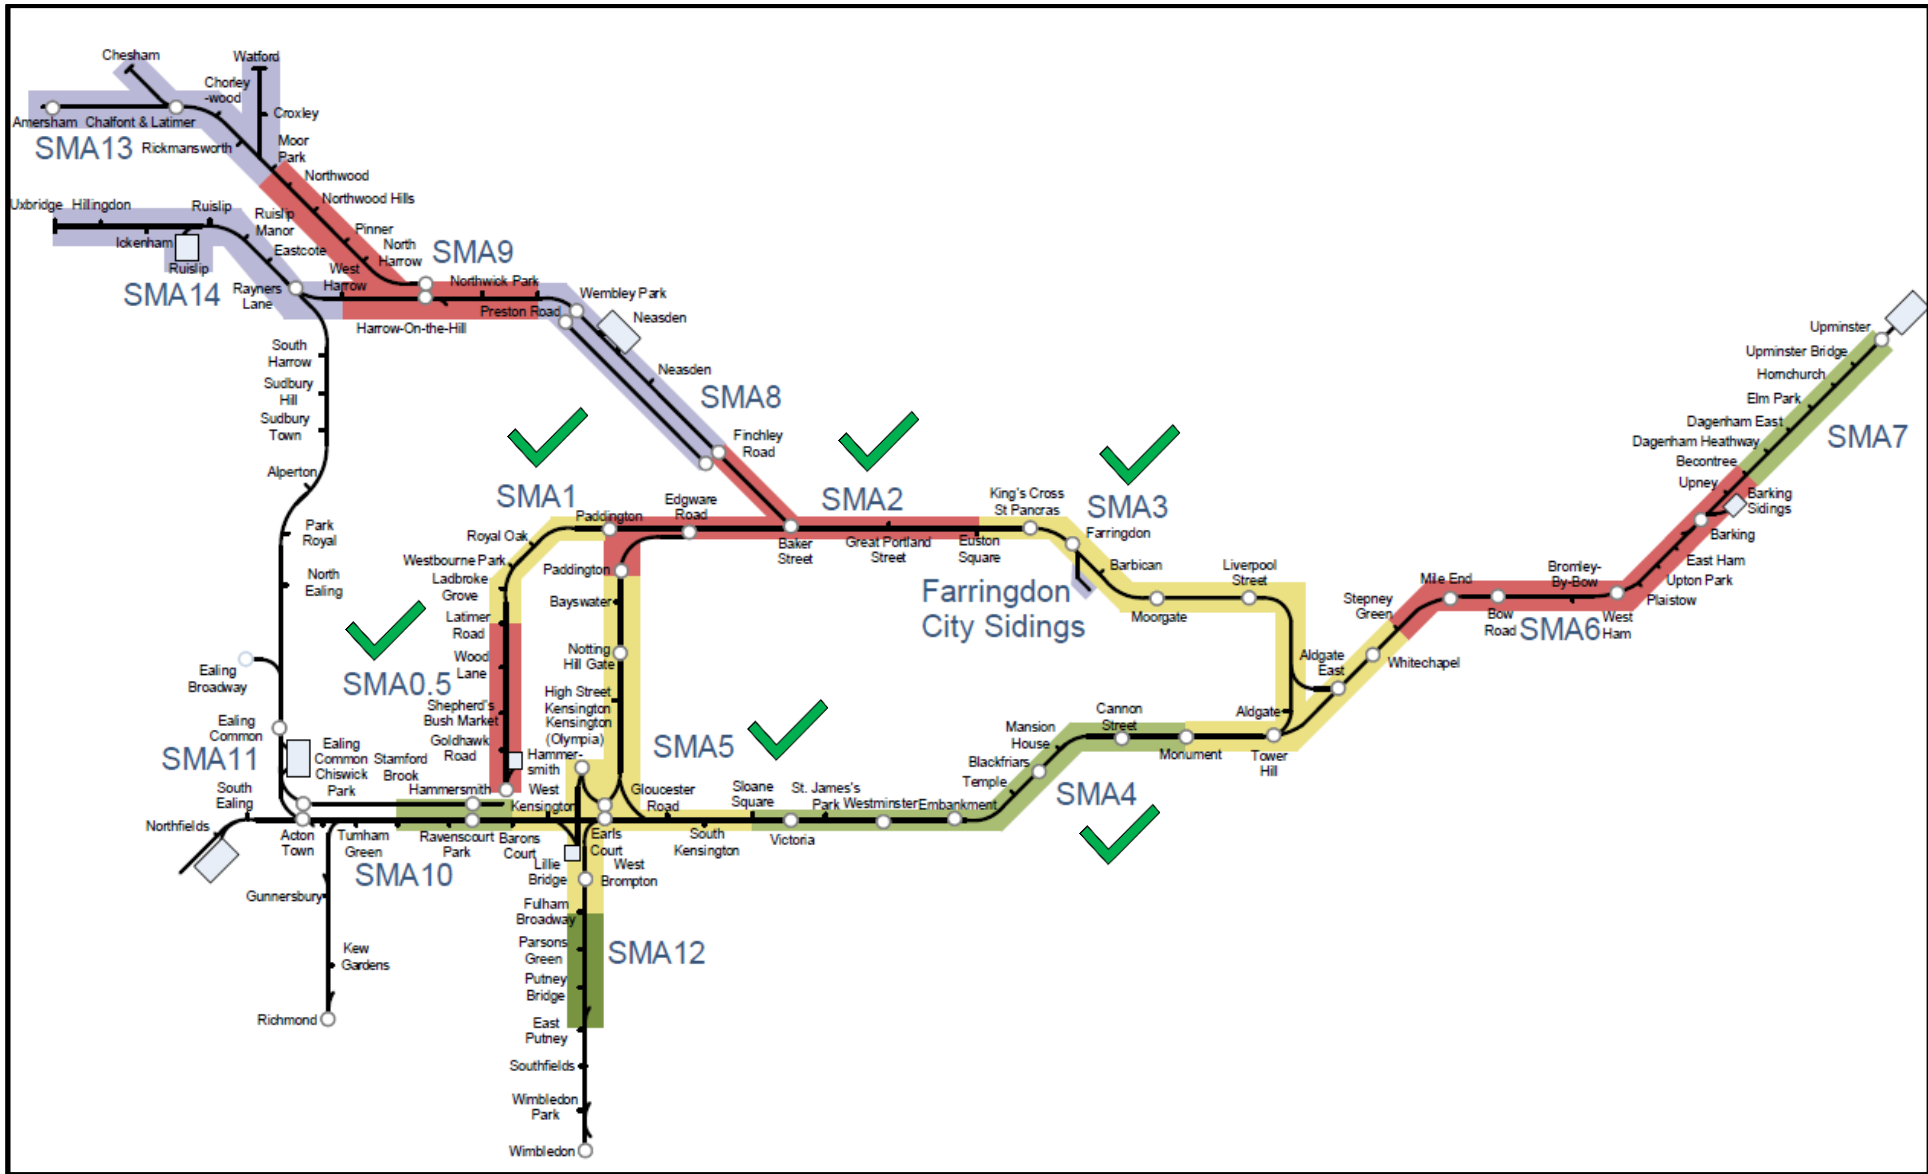 Chesham
Watford
Chorley
-wood
Croxley
Amersham
Chalfont & Latimer
SMA13
Rickmansworth
Moor
Park
Northwood
Northwood Hills
Uxbridge
Hillingdon
Ruislip
Ruislip
Manor
Pinner
Ickenham
Eastcote
North
Harrow
SMA9
Ruislip
West
Harrow
Northwick Park
SMA14
Rayners
Lane
Preston Road
Wembley Park
Harrow-On-the-Hill
Neasden
Neasden
SMA8
South
Harrow
Sudbury
Hill
Sudbury
Town
Alperton
Park
Royal
North
Ealing
Finchley
Road
SMA1
SMA2
SMA3
Paddington
Edgware
Road
King's Cross
St Pancras
Farringdon
Royal Oak
Baker
Street
Great Portland
Street
Euston
Square
Westbourne Park
Ladbroke
Grove
Paddington
Barbican
Liverpool
Street
Bayswater
Farringdon
City Sidings
Moorgate
Latimer
Road
Wood
Lane
Notting
Hill Gate
SMA0.5
High Street
Kensington
Kensington
(Olympia)
Shepherd's
Bush Market
Goldhawk
Road
Hammer-
smith
SMA5
Upminster
Upminster Bridge
Hornchurch
Elm Park
Dagenham East
Dagenham Heathway
SMA7
Becontree
Upney
Barking
Sidings
Barking
East Ham
Upton Park
Plaistow
West
Ham
Bromley-
By-Bow
SMA6
Bow
Road
Mile End
Stepney
Green
Whitechapel
Aldgate
East
Aldgate
Tower
Hill
Monument
Cannon
Street
Mansion
House
Blackfriars
Temple
SMA4
Embankment
Westminster
St. James's
Park
Victoria
Sloane
Square
South
Kensington
Gloucester
Road
Earls
Court
West
Kensington
Barons
Court
Hammersmith
Ravenscourt
Park
Stamford
Brook
Turnham
Green
SMA10
Ealing
Broadway
Ealing
Common
Ealing
Common
Chiswick
Park
SMA11
South
Ealing
Northfields
Acton
Town
Gunnersbury
Kew
Gardens
Richmond
Lillie
Bridge
West
Brompton
Fulham
Broadway
SMA12
Parsons
Green
Putney
Bridge
East
Putney
Southfields
Wimbledon
Park
Wimbledon